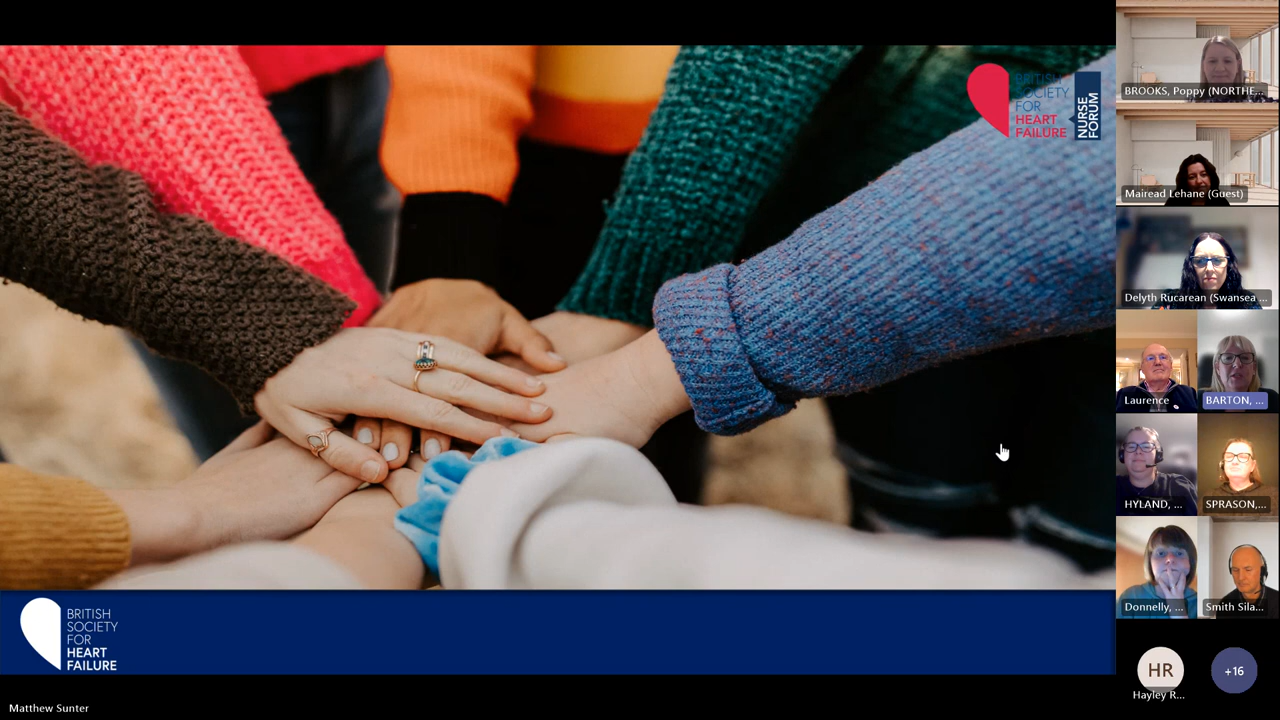 BRITISH
SOCIETY
FOR
HEART
FAILURE
NURSE
FORUM
BRITISH
SOCIETY
FOR
HEART
FAILURE
Matthew Sunter
BROOKS, Poppy (NORTHE...
Mairead Lehane (Guest)
Delyth Rucarean (Swansea ...
Laurence
BARTON, ...
HYLAND, ...
SPRASON,...
Donnelly, ...
Smith Sila...
HR
Hayley R...
+16